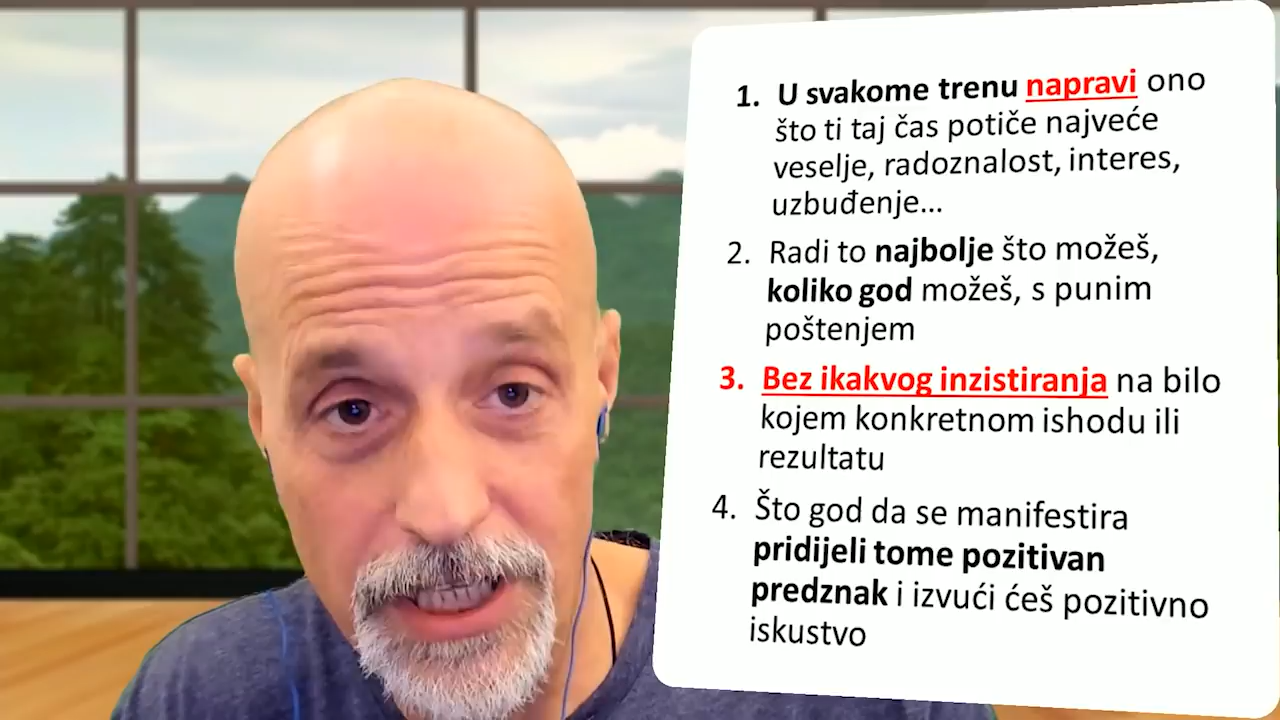 1. U svakome trenu napravi ono
što ti taj čas potiče najveće
veselje, radoznalost, interes,
uzbuđenje...
2. Radi to najbolje što možeš,
koliko god možeš, s punim
poštenjem
3. Bez ikakvog inzistiranja na bilo
kojem konkretnom ishodu ili
rezultatu
4. Što god da se manifestira
pridijeli tome pozitivan
predznak i izvući ćeš pozitivno
iskustvo